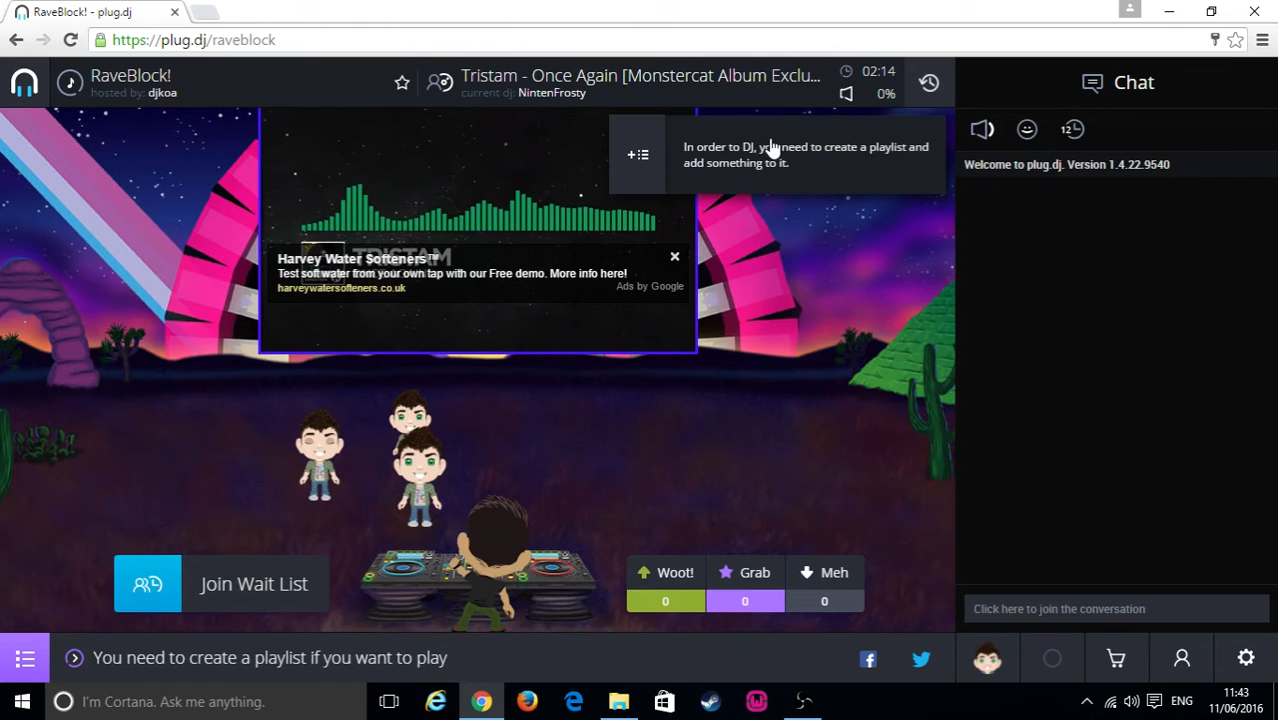 RaveBlock! - plug.dj
https://plug.dj/raveblock
RaveBlock!
hosted by: djkoa
Tristam - Once Again [Monstercat Album Exclu...
current dj: NintenFrosty
02:14
0%
Chat
12
In order to DJ, you need to create a playlist and
add something to it.
Welcome to plug.dj. Version 1.4.22.9540
TRISTAM
Harvey Water Softeners™
Test soft water from your own tap with our Free demo. More info here!
harveywatersofteners.co.uk
Ads by Google
Join Wait List
Woot!
Grab
Meh
0
0
0
Click here to join the conversation
You need to create a playlist if you want to play
I'm Cortana. Ask me anything.
ENG
11:43
11/06/2016